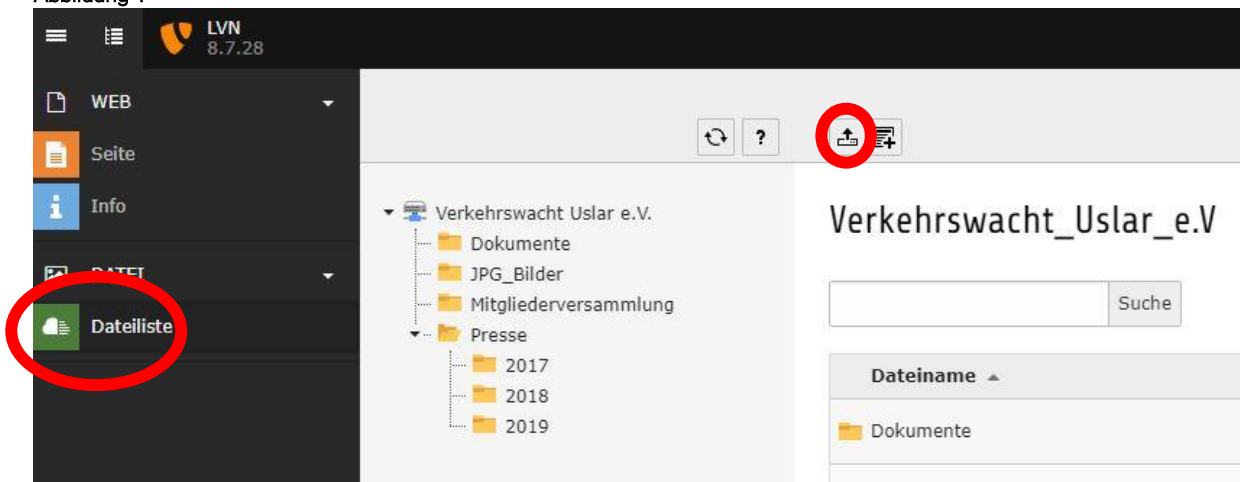 Abbildung 1
LVN
8.7.28
WEB
Seite
Info
DATEI
Dateiliste
?
Verkehrswacht Uslar e.V.
Dokumente
JPG_Bilder
Mitgliederversammlung
Presse
2017
2018
2019
Verkehrswacht_Uslar_e.V
Suche
Dateiname
Dokumente